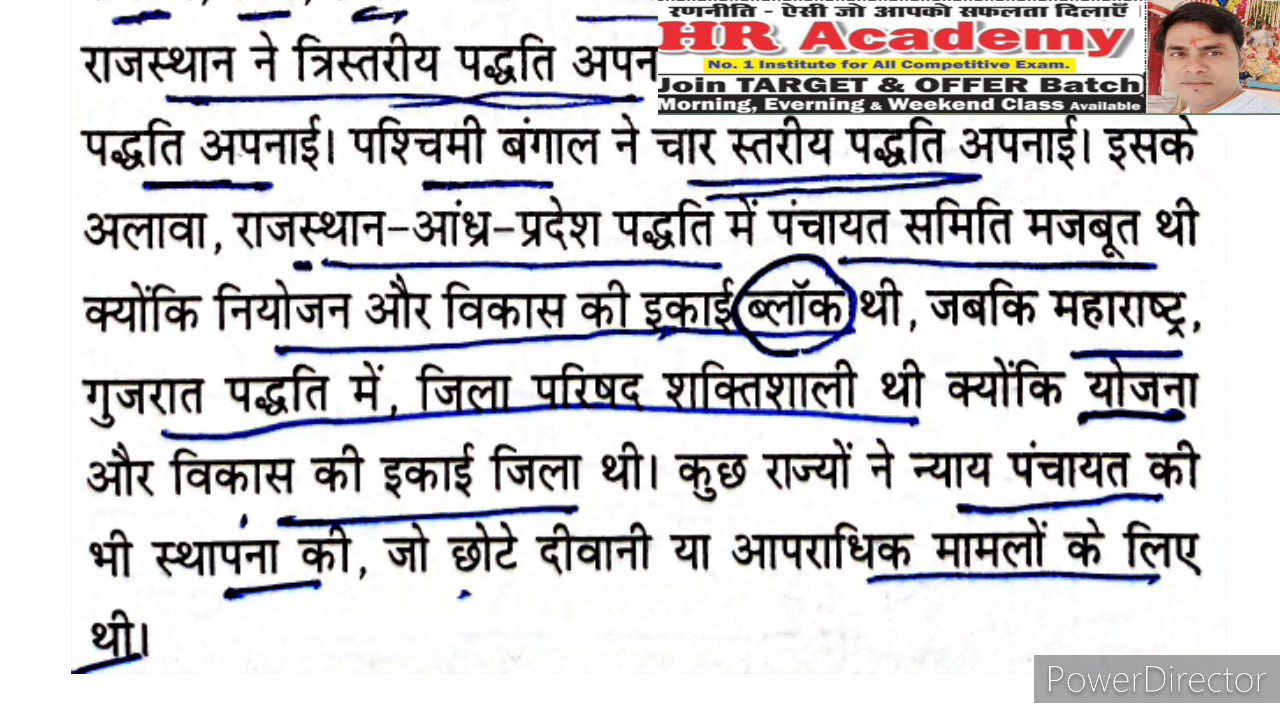 रणनीति - ऐसी जो आपको सफलता दिलाएँ।
HR Academy
No. 1 Institute for All Competitive Exam.
Join TARGET & OFFER Batch
Morning, Everning & Weekend Class Available
राजस्थान ने त्रिस्तरीय पद्धति अपन
पद्धति अपनाई। पश्चिमी बंगाल ने चार स्तरीय पद्धति अपनाई। इसके
अलावा, राजस्थान-आंध्र-प्रदेश पद्धति में पंचायत समिति मजबूत थी
क्योंकि नियोजन और विकास की इकाई ब्लॉक थी, जबकि महाराष्ट्र,
गुजरात पद्धति में, जिला परिषद शक्तिशाली थी क्योंकि योजना
और विकास की इकाई जिला थी। कुछ राज्यों ने न्याय पंचायत की
भी स्थापना की, जो छोटे दीवानी या आपराधिक मामलों के लिए
थी।
PowerDirector